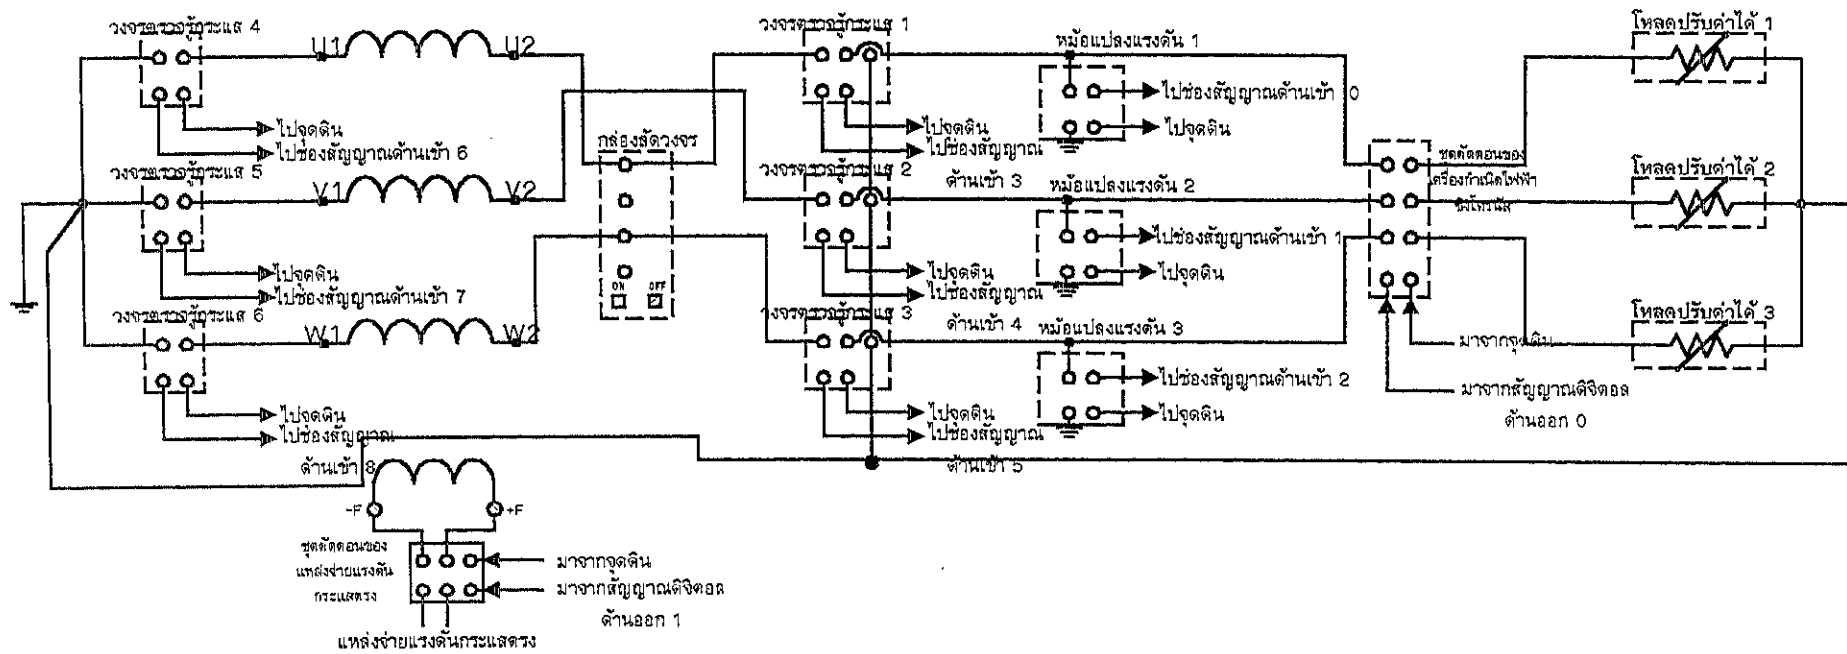 วงจรตรวจรู้กระแส 4
U1
U2
ไปจุดดิน
ไปช่องสัญญาณด้านเข้า 6
วงจรตรวจรู้กระแส 5
V1
V2
ไปจุดดิน
ไปช่องสัญญาณด้านเข้า 7
วงจรตรวจรู้กระแส 6
W1
W2
ไปจุดดิน
ไปช่องสัญญาณ
ด้านเข้า 8
กล่องลัดวงจร
ON OFF
วงจรตรวจรู้กระแส 1
ไปจุดดิน
ไปช่องสัญญาณ
ด้านเข้า 3
วงจรตรวจรู้กระแส 2
ไปจุดดิน
ไปช่องสัญญาณ
ด้านเข้า 4
วงจรตรวจรู้กระแส 3
ไปจุดดิน
ไปช่องสัญญาณ
ด้านเข้า 5
หม้อแปลงแรงดัน 1
ไปช่องสัญญาณด้านเข้า 0
ไปจุดดิน
หม้อแปลงแรงดัน 2
ไปช่องสัญญาณด้านเข้า 1
ไปจุดดิน
หม้อแปลงแรงดัน 3
ไปช่องสัญญาณด้านเข้า 2
ไปจุดดิน
ชุดตัดตอนของ
เครื่องกำเนิดไฟฟ้า
ซิงโครนัส
มาจากจุดดิน
มาจากสัญญาณดิจิตอล
ด้านออก 0
โหลดปรับค่าได้ 1
โหลดปรับค่าได้ 2
โหลดปรับค่าได้ 3
-F
+F
ชุดตัดตอนของ
แหล่งจ่ายแรงดัน
กระแสตรง
มาจากจุดดิน
มาจากสัญญาณดิจิตอล
ด้านออก 1
แหล่งจ่ายแรงดันกระแสตรง